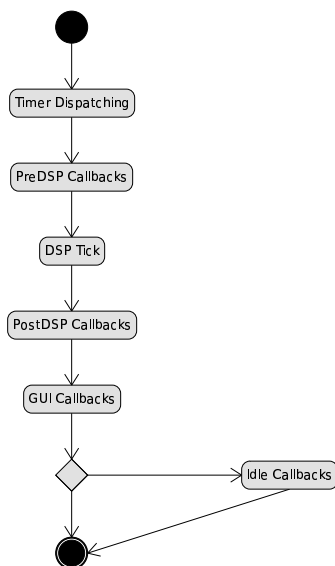 Timer Dispatching
PreDSP Callbacks
DSP Tick
PostDSP Callbacks
GUI Callbacks
Idle Callbacks